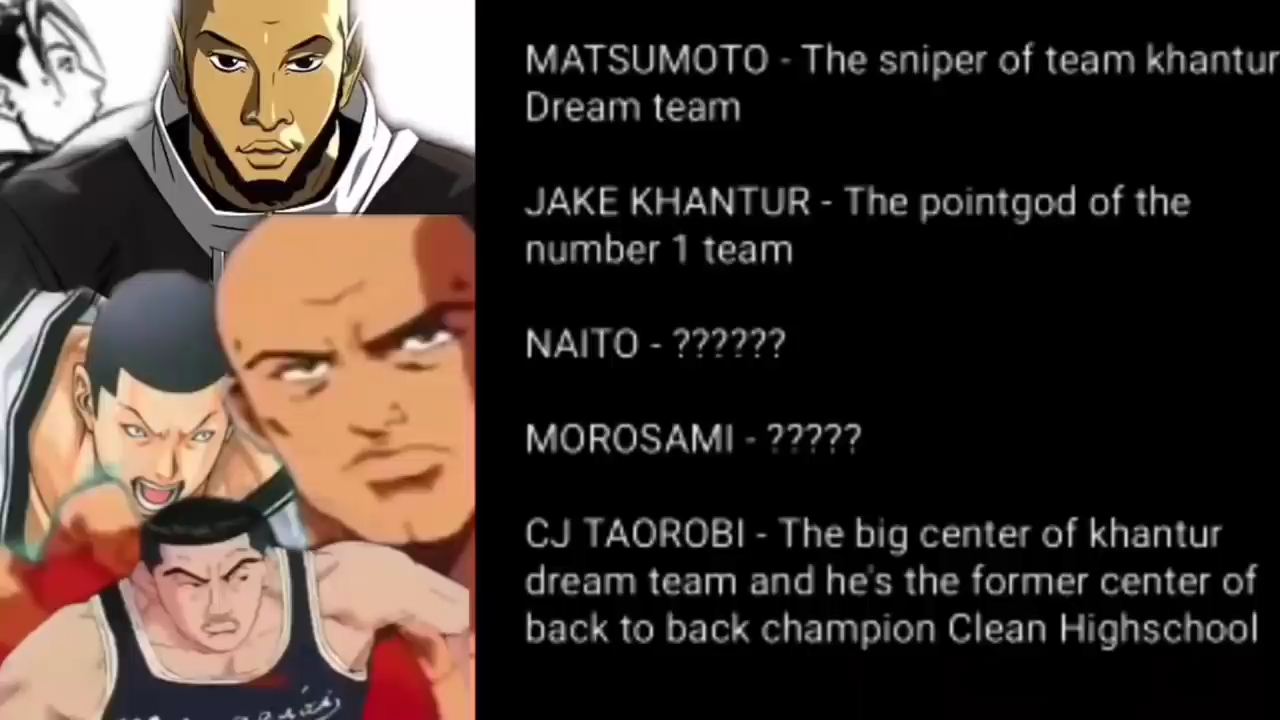 MATSUMOTO - The sniper of team khantur
Dream team
JAKE KHANTUR - The pointgod of the
number 1 team
NAITO - ??????
MOROSAMI - ?????
CJ TAOROBI - The big center of khantur
dream team and he's the former center of
back to back champion Clean Highschool